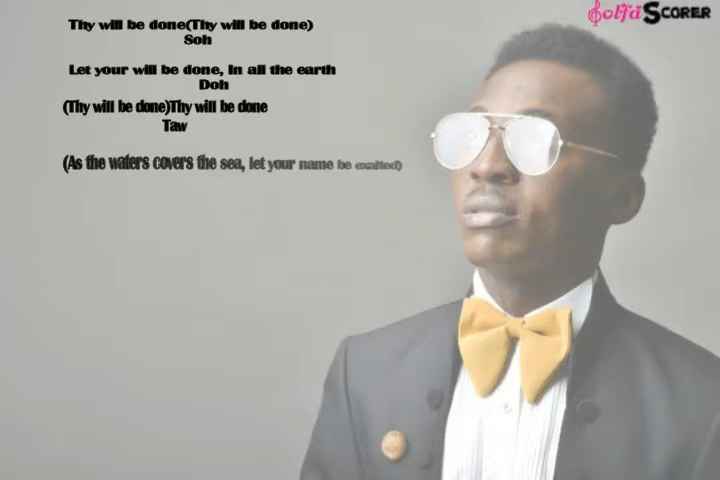 SolfaScorer
Thy will be done(Thy will be done)
Soh
Let your will be done, In all the earth
Doh
(Thy will be done)Thy will be done
Taw
(As the waters covers the sea, let your name be exalted)